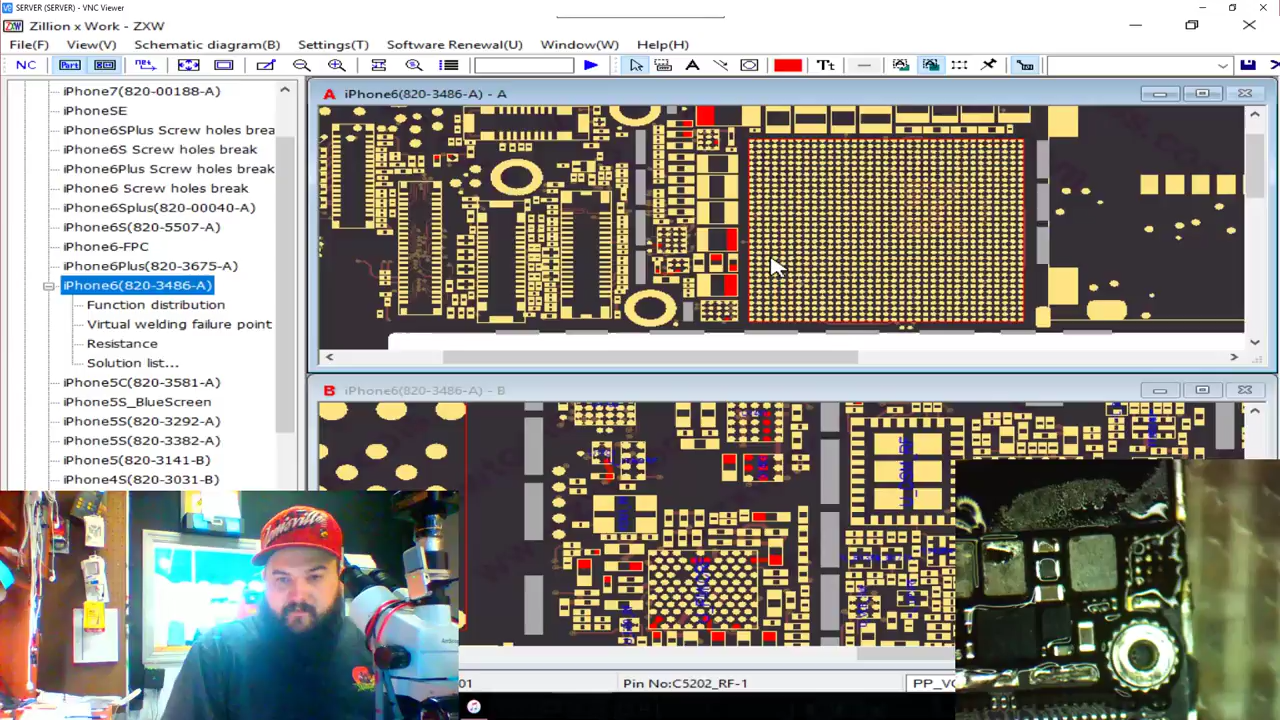 SERVER (SERVER) - VNC Viewer
ZXW Zillion x Work - ZXW
File(F) View(V) Schematic diagram(B) Settings(T) Software Renewal(U) Window(W) Help(H)
NC Part net
iPhone7(820-00188-A)
iPhoneSE
iPhone6SPlus Screw holes brea
iPhone6S Screw holes break
iPhone6Plus Screw holes break
iPhone6 Screw holes break
iPhone6Splus(820-00040-A)
iPhone6S(820-5507-A)
iPhone6-FPC
iPhone6Plus(820-3675-A)
iPhone6(820-3486-A)
Function distribution
Virtual welding failure point
Resistance
Solution list...
iPhone5C(820-3581-A)
iPhone5S_BlueScreen
iPhone5S(820-3292-A)
iPhone5S(820-3382-A)
iPhone5(820-3141-B)
iPhone4S(820-3031-B)
A iPhone6(820-3486-A) - A
B iPhone6(820-3486-A) - B
01 Pin No:C5202_RF-1